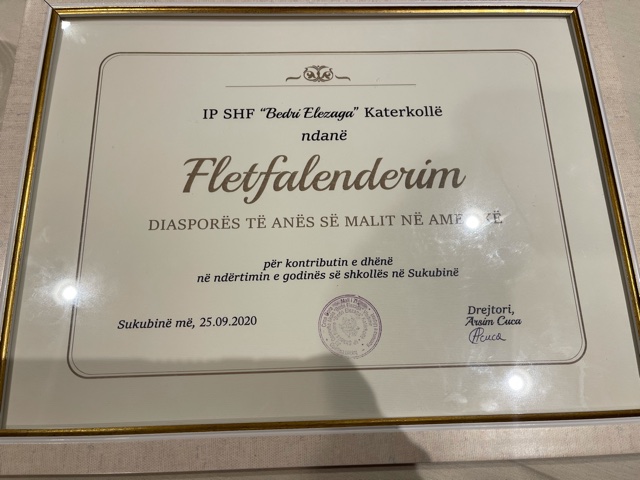 IP SHF “Bedri Elezaga” Katerkollë
ndanë
Fletfalenderim
DIASPORËS TË ANËS SË MALIT NË
për kontributin e dhënë
në ndërtimin e godinës së shkollës në Sukubinë
Sukubinë më, 25.09.2020
Drejtori,
Arsim Cuca